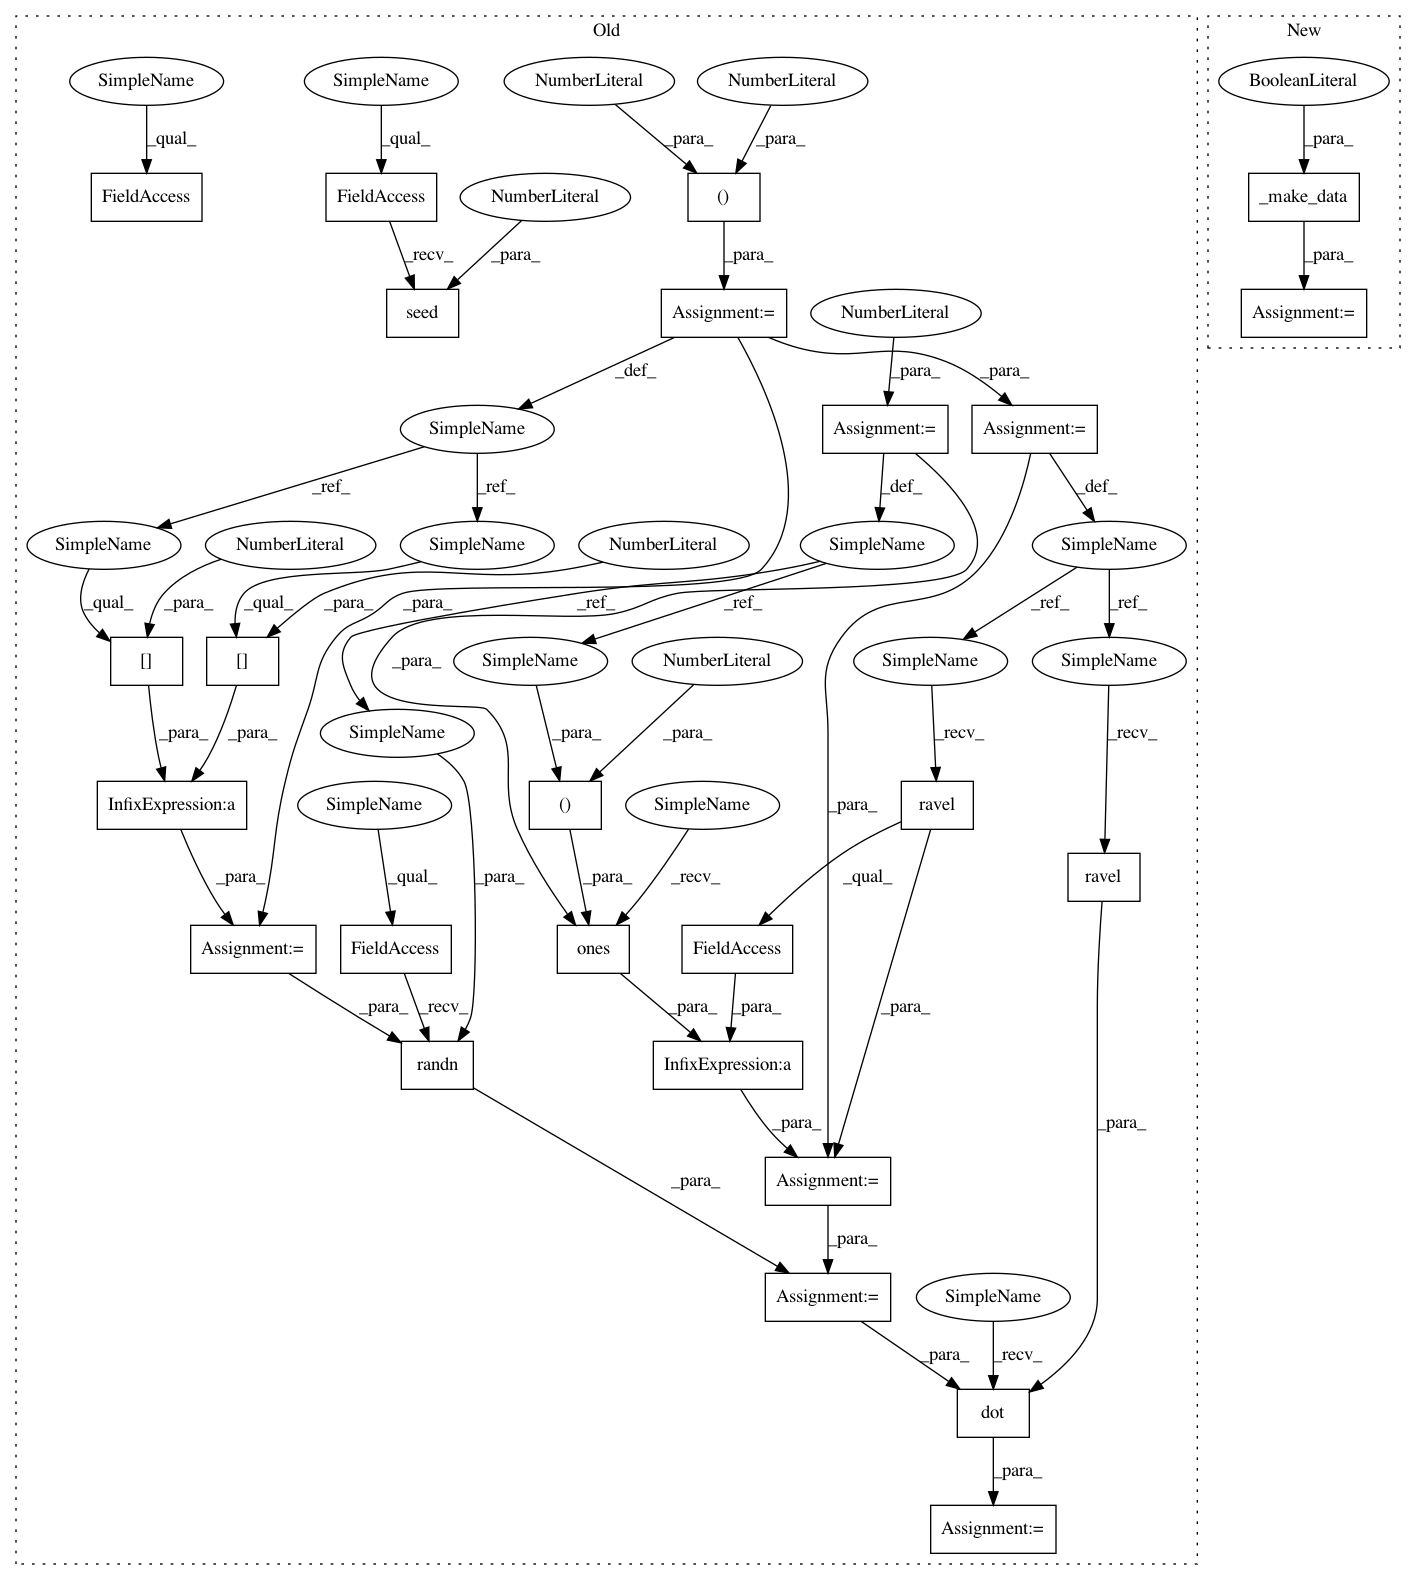 Old
New
SimpleName
SimpleName
NumberLiteral
NumberLiteral
BooleanLiteral
_qual_
_qual_
_para_
_para_
_para_
FieldAccess
FieldAccess
NumberLiteral
()
_make_data
_recv_
_para_
_para_
_para_
seed
Assignment:=
NumberLiteral
Assignment:=
_def_
_para_
_para_
SimpleName
Assignment:=
Assignment:=
_ref_
_ref_
_def_
_def_
SimpleName
NumberLiteral
SimpleName
NumberLiteral
SimpleName
SimpleName
_qual_
_para_
_qual_
_para_
_para_
_ref_
_ref_
_ref_
_ref_
[]
[]
_para_
SimpleName
NumberLiteral
SimpleName
SimpleName
_para_
_para_
SimpleName
_para_
_para_
_recv_
_recv_
InfixExpression:a
SimpleName
()
SimpleName
_para_
ravel
_para_
_qual_
_para_
_para_
_recv_
_qual_
ravel
Assignment:=
FieldAccess
ones
FieldAccess
_para_
_recv_
_para_
_para_
_para_
randn
InfixExpression:a
_para_
_para_
_para_
Assignment:=
_para_
Assignment:=
SimpleName
_para_
_recv_
dot
_para_
Assignment:=